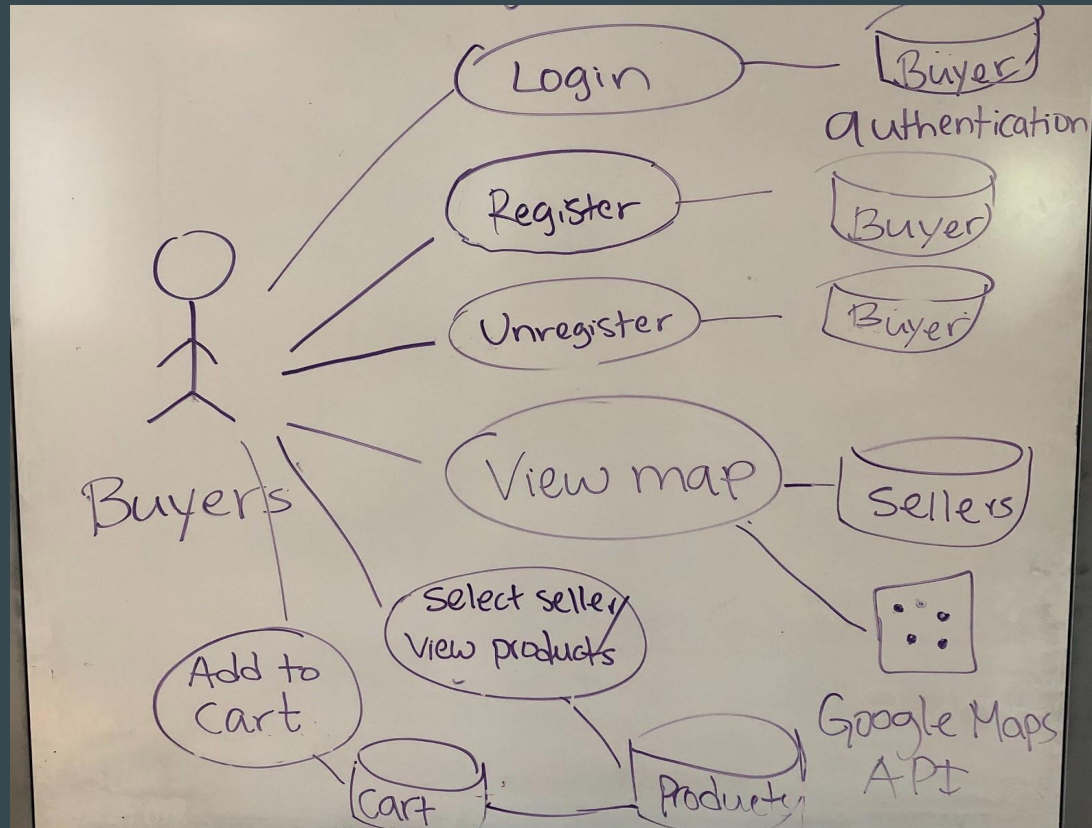 Login
Buyer
authentication
Register
Buyer
Unregister
Buyer
Buyers
View map
Sellers
Select seller/
View products
Add to
cart
Google Maps
API
Cart